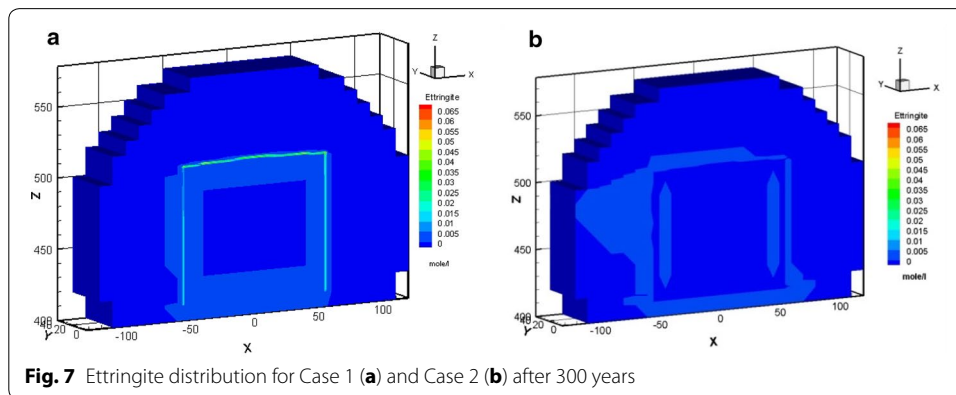 a
Z
Y
X
Ettringite
0.065
0.06
0.055
0.05
0.045
0.04
0.035
0.03
0.025
0.02
0.015
0.01
0.005
0
mole/l
Z
550
500
450
400
Y
20
0
-100
-50
0
50
100
X
b
Z
Y
X
Ettringite
0.065
0.06
0.055
0.05
0.045
0.04
0.035
0.03
0.025
0.02
0.015
0.01
0.005
0
mole/l
Z
550
500
450
400
Y
20
0
-100
-50
0
50
100
X
Fig. 7 Ettringite distribution for Case 1 (a) and Case 2 (b) after 300 years